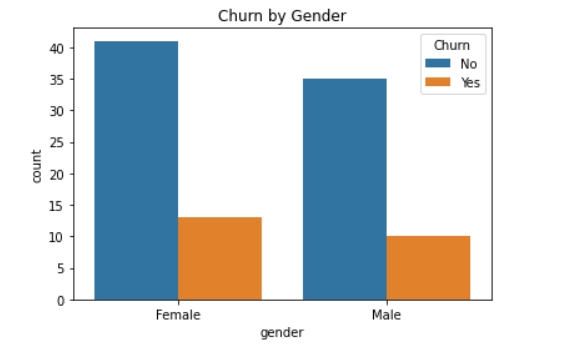 Churn by Gender
Churn
No
Yes
count
40
35
30
25
20
15
10
5
0
Female
Male
gender